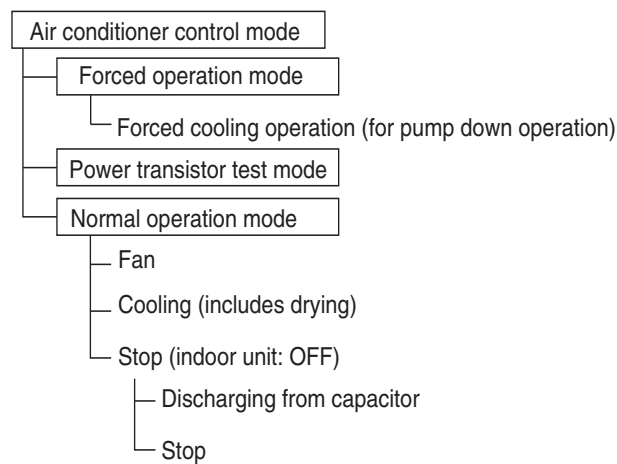 Air conditioner control mode
Forced operation mode
Forced cooling operation (for pump down operation)
Power transistor test mode
Normal operation mode
Fan
Cooling (includes drying)
Stop (indoor unit: OFF)
Discharging from capacitor
Stop